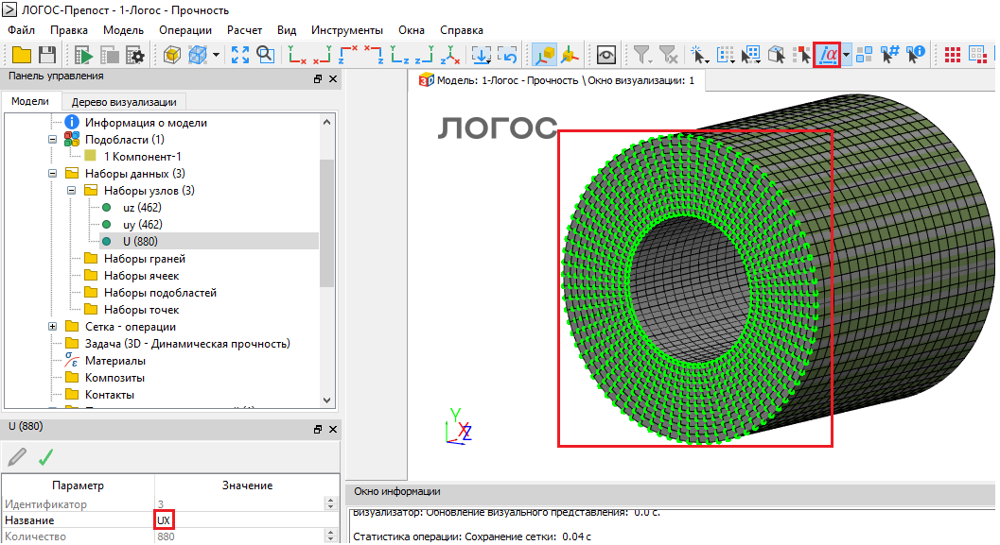 ЛОГОС-Препост - 1-Логос - Прочность
Файл Правка Модель Операции Расчет Вид Инструменты Окна Справка
Панель управления
Модели Дерево визуализации
Информация о модели
Подобласти (1)
1 Компонент-1
Наборы данных (3)
Наборы узлов (3)
uz (462)
uy (462)
U (880)
Наборы граней
Наборы ячеек
Наборы подобластей
Наборы точек
Сетка - операции
Задача (3D - Динамическая прочность)
Материалы
Композиты
Контакты
U (880)
Параметр Значение
Идентификатор 3
Название UX
Количество 880
Модель: 1-Логос - Прочность \ Окно визуализации: 1
ЛОГОС
Y
X
Z
Окно информации
Визуализатор: Обновление визуального представления: 0.0 с.
Статистика операции: Сохранение сетки: 0.04 с